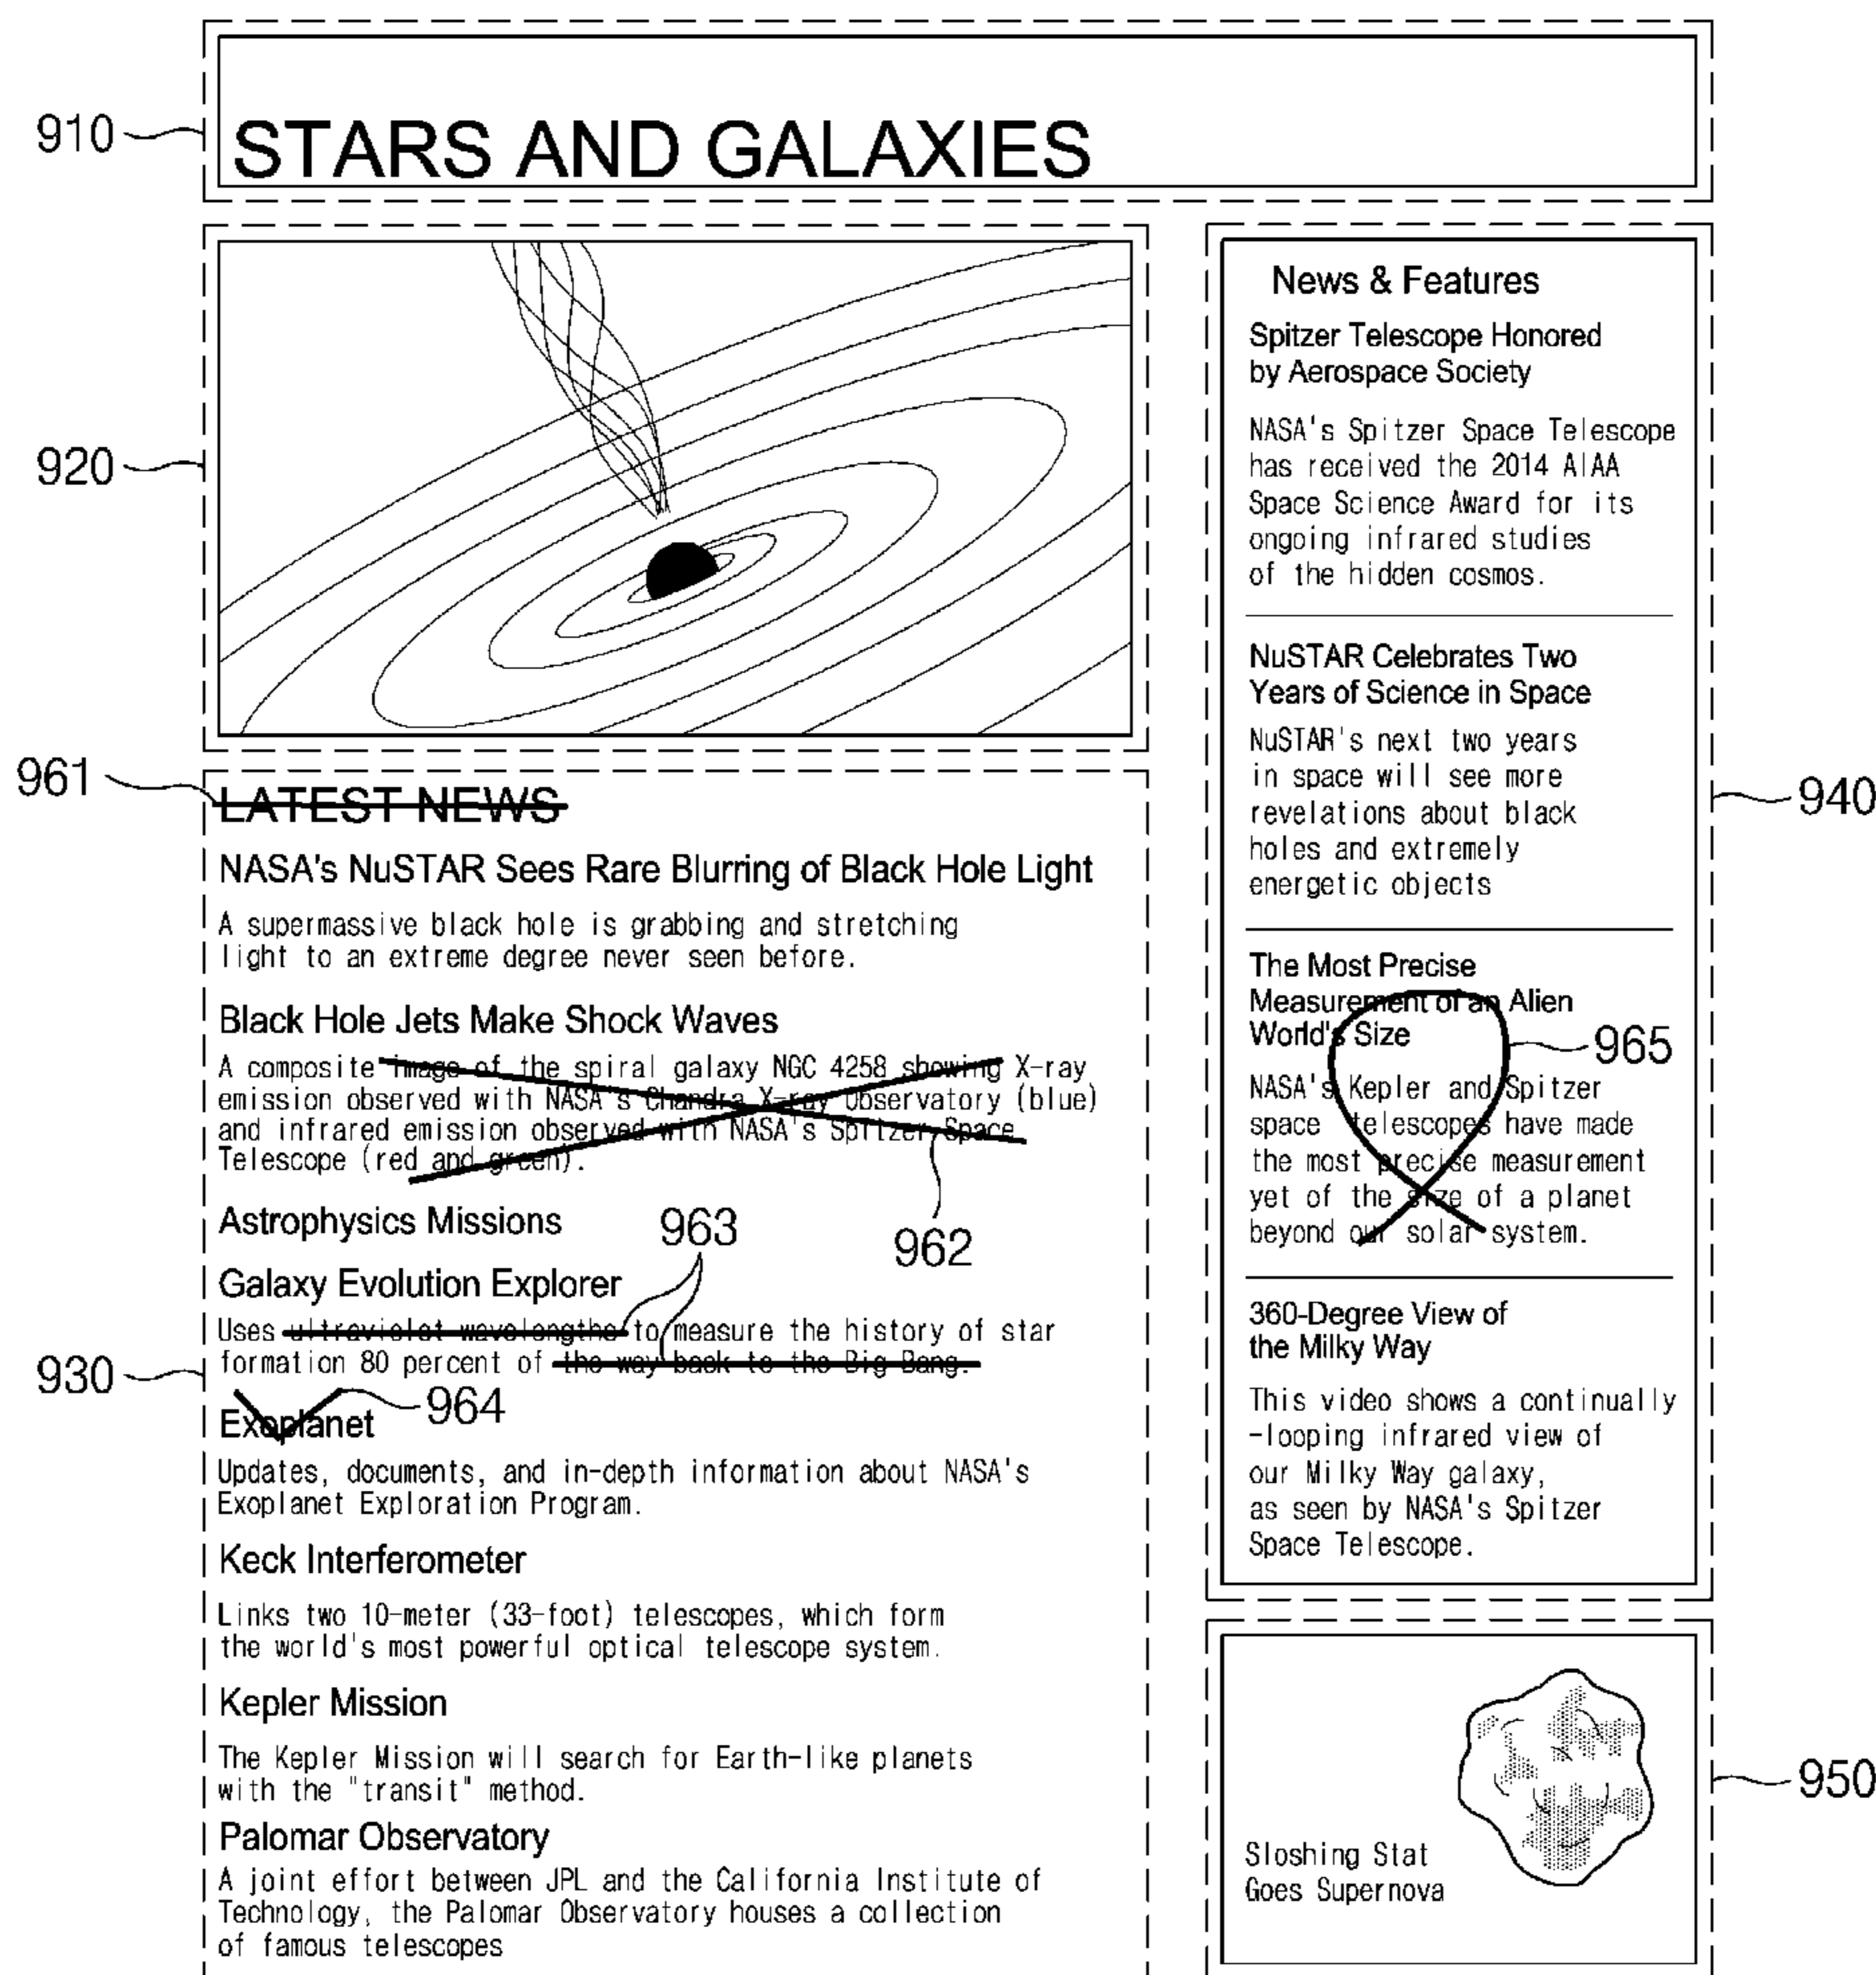 910
STARS AND GALAXIES
920
961
LATEST NEWS
NASA's NuSTAR Sees Rare Blurring of Black Hole Light
A supermassive black hole is grabbing and stretching
light to an extreme degree never seen before.
Black Hole Jets Make Shock Waves
A composite image of the spiral galaxy NGC 4258 showing X-ray
emission observed with NASA's Chandra X-ray Observatory (blue)
and infrared emission observed with NASA's Spitzer Space
Telescope (red and green).
962
Astrophysics Missions
963
Galaxy Evolution Explorer
Uses ultraviolet wavelengths to measure the history of star
formation 80 percent of the way back to the Big Bang.
930
964
Exoplanet
Updates, documents, and in-depth information about NASA's
Exoplanet Exploration Program.
Keck Interferometer
Links two 10-meter (33-foot) telescopes, which form
the world's most powerful optical telescope system.
Kepler Mission
The Kepler Mission will search for Earth-like planets
with the "transit" method.
Palomar Observatory
A joint effort between JPL and the California Institute of
Technology, the Palomar Observatory houses a collection
of famous telescopes
News & Features
Spitzer Telescope Honored
by Aerospace Society
NASA's Spitzer Space Telescope
has received the 2014 AIAA
Space Science Award for its
ongoing infrared studies
of the hidden cosmos.
NuSTAR Celebrates Two
Years of Science in Space
NuSTAR's next two years
in space will see more
revelations about black
holes and extremely
energetic objects
940
The Most Precise
Measurement of an Alien
World's Size
965
NASA's Kepler and Spitzer
space telescopes have made
the most precise measurement
yet of the size of a planet
beyond our solar system.
360-Degree View of
the Milky Way
This video shows a continually
-looping infrared view of
our Milky Way galaxy,
as seen by NASA's Spitzer
Space Telescope.
950
Sloshing Stat
Goes Supernova